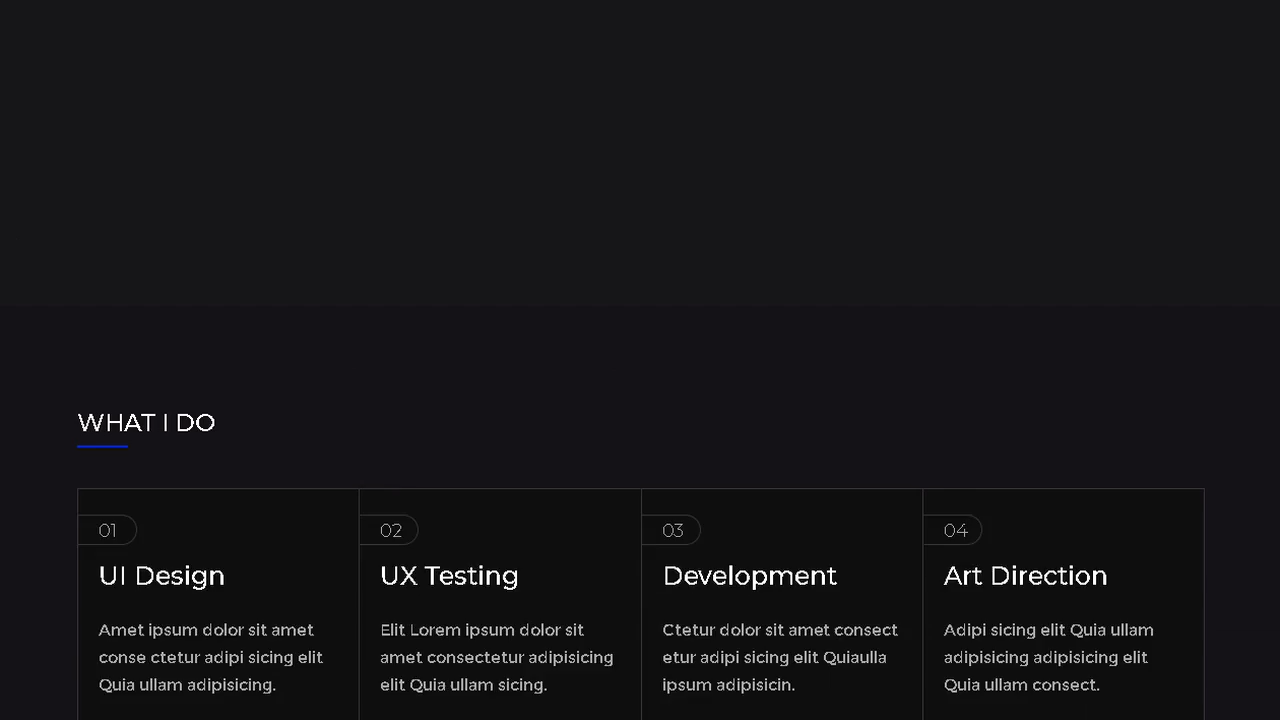 WHAT I DO
01
UI Design
Amet ipsum dolor sit amet
conse ctetur adipi sicing elit
Quia ullam adipisicing.
02
UX Testing
Elit Lorem ipsum dolor sit
amet consectetur adipisicing
elit Quia ullam sicing.
03
Development
Ctetur dolor sit amet consect
etur adipi sicing elit Quiaulla
ipsum adipisicin.
04
Art Direction
Adipi sicing elit Quia ullam
adipisicing adipisicing elit
Quia ullam consect.